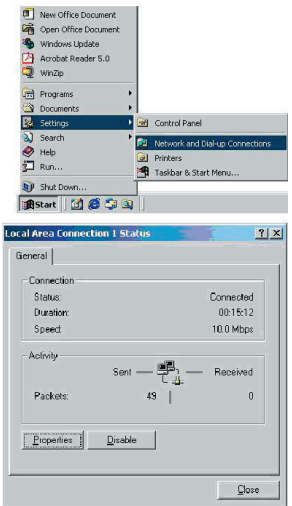 New Office Document
Open Office Document
Windows Update
Acrobat Reader 5.0
WinZip
Programs
Documents
Settings
Search
Help
Run...
Shut Down...
Start
Control Panel
Network and Dial-up Connections
Printers
Taskbar & Start Menu...
Local Area Connection 1 Status
General
Connection
Status: Connected
Duration: 00:15:12
Speed: 10.0 Mbps
Activity
Sent Received
Packets: 49 0
Properties Disable
Close